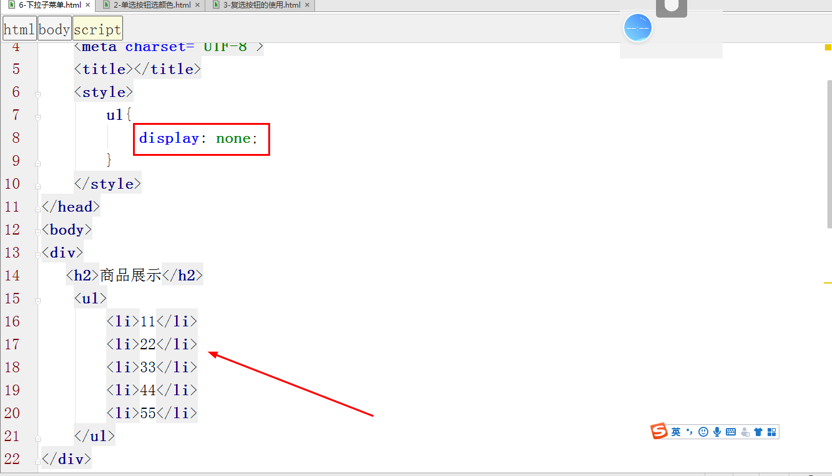 6-下拉子菜单.html × 2-单选按钮选颜色.html × 3-复选按钮的使用.html ×
html body script
4 <meta charset="UTF-8">
5 <title></title>
6 <style>
7 ul{
8 display: none;
9 }
10 </style>
11 </head>
12 <body>
13 <div>
14 <h2>商品展示</h2>
15 <ul>
16 <li>11</li>
17 <li>22</li>
18 <li>33</li>
19 <li>44</li>
20 <li>55</li>
21 </ul>
22 </div>
--:--
S 英